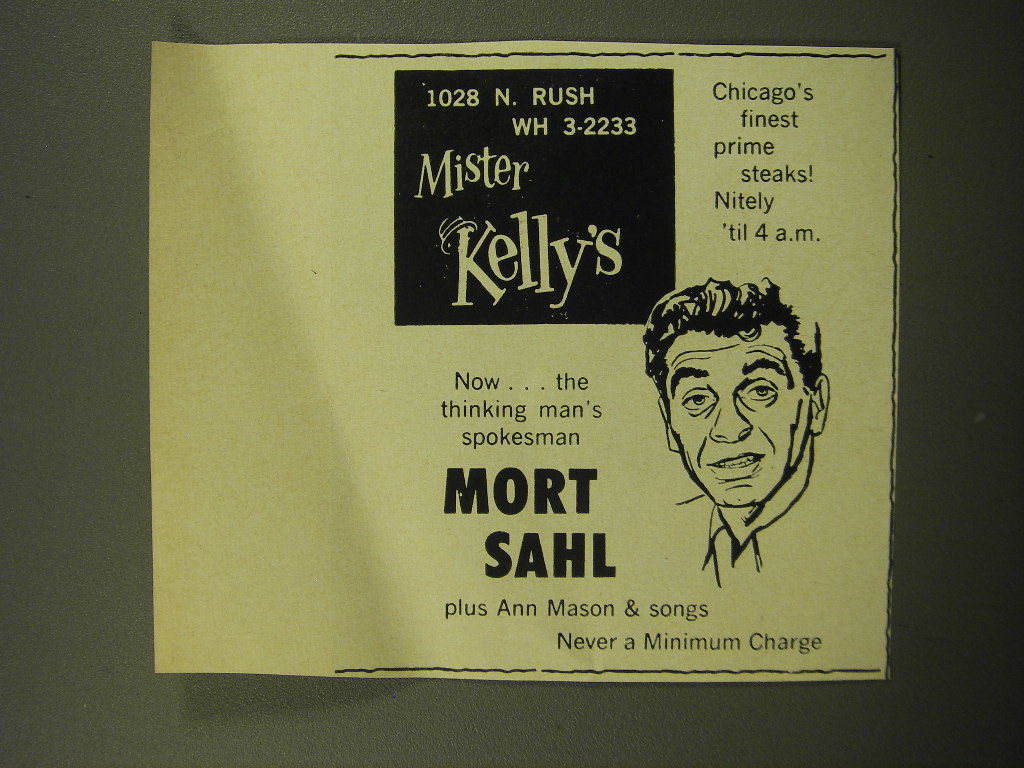 1028 N. RUSH
WH 3-2233
Mister
Kelly's
Chicago's
finest
prime
steaks!
Nitely
'til 4 a.m.
Now . . . the
thinking man's
spokesman
MORT
SAHL
plus Ann Mason & songs
Never a Minimum Charge